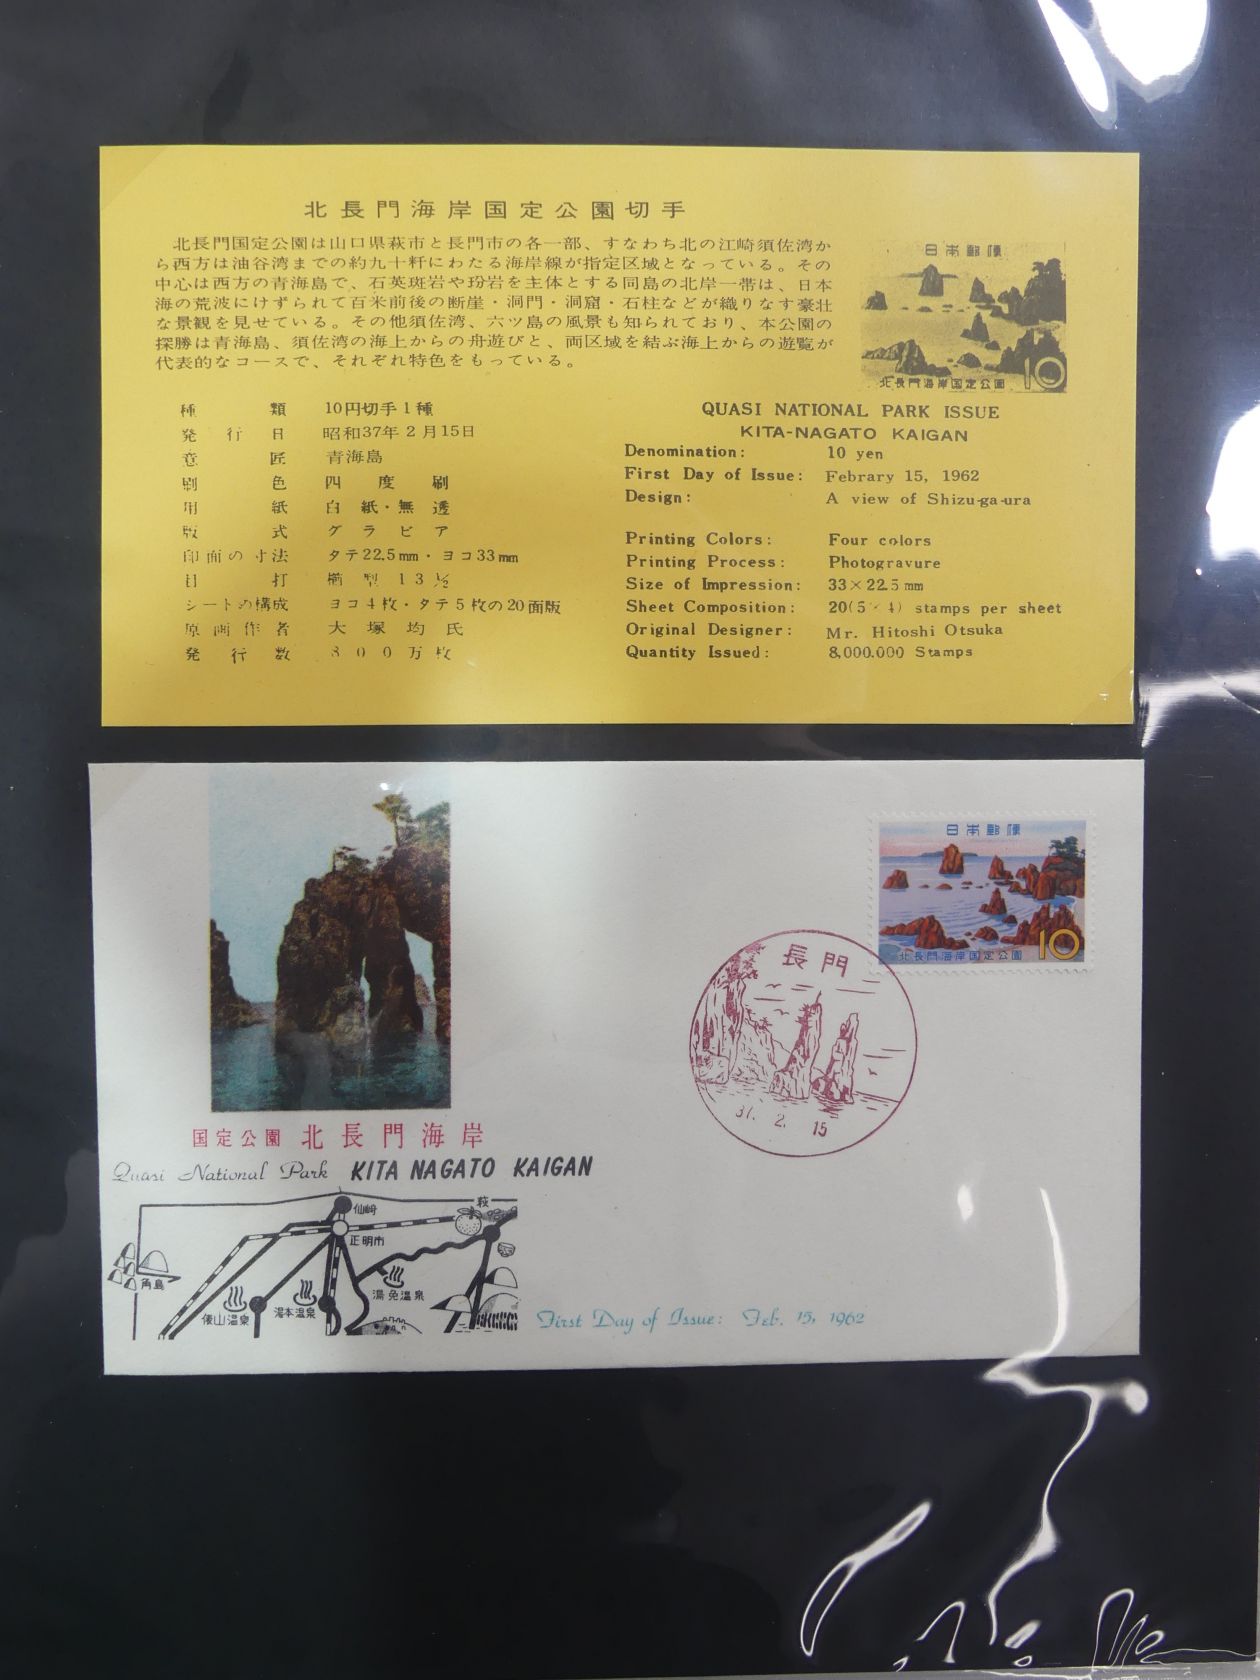 北長門海岸国定公園切手
北長門国定公園は山口県萩市と長門市の各一部、すなわち北の江崎須佐湾か
ら西方は油谷湾までの約九十粁にわたる海岸線が指定区域となっている。その
中心は西方の青海島で、石英斑岩や玢岩を主体とする同島の北岸一帯は、日本
海の荒波にけずられて百米前後の断崖・洞門・洞窟・石柱などが織りなす豪壮
な景観を見せている。その他須佐湾、六ツ島の風景も知られており、本公園の
探勝は青海島、須佐湾の海上からの舟遊びと、両区域を結ぶ海上からの遊覧が
代表的なコースで、それぞれ特色をもっている。
日本郵便
北長門海岸国定公園 10
種類 10円切手1種
発行日 昭和37年2月15日
意匠 青海島
刷色 四度刷
用紙 白紙・無透
版式 グラビア
印面の寸法 タテ22.5mm・ヨコ33mm
目打 櫛型13½
シートの構成 ヨコ4枚・タテ5枚の20面版
原画作者 大塚均氏
発行数 800万枚
QUASI NATIONAL PARK ISSUE
KITA-NAGATO KAIGAN
Denomination: 10 yen
First Day of Issue: Febrary 15, 1962
Design: A view of Shizu-ga-ura
Printing Colors: Four colors
Printing Process: Photogravure
Size of Impression: 33×22.5mm
Sheet Composition: 20(5×4) stamps per sheet
Original Designer: Mr. Hitoshi Otsuka
Quantity Issued: 8,000.000 Stamps
日本郵便
北長門海岸国定公園 10
長門
37. 2. 15
国定公園 北長門海岸
Quasi National Park KITA NAGATO KAIGAN
仙崎
萩
正明市
角島
俵山温泉
湯本温泉
湯免温泉
First Day of Issue: Feb. 15, 1962